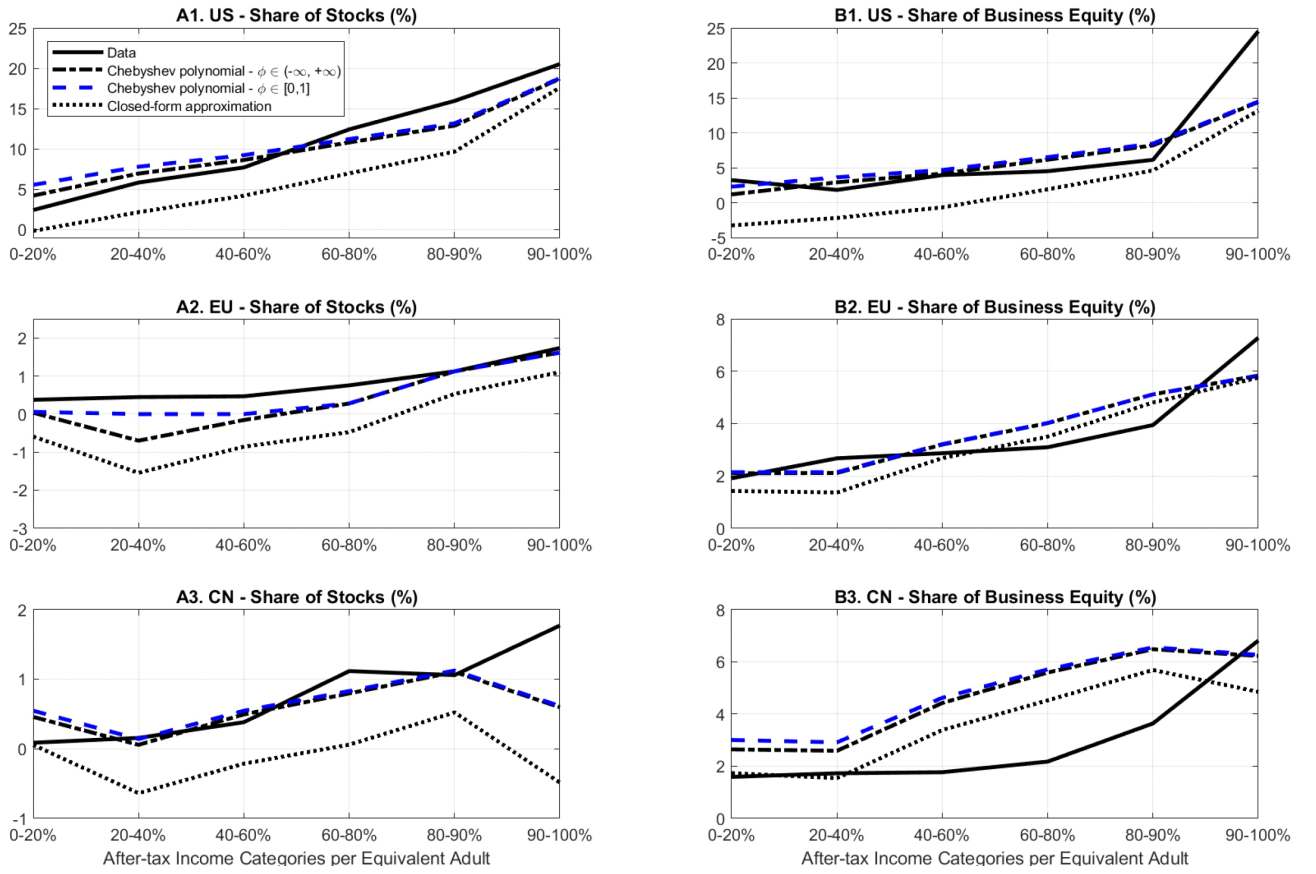 A1. US - Share of Stocks (%)
25
20
15
10
5
0
Data
Chebyshev polynomial - ϕ ∈ (-∞, +∞)
Chebyshev polynomial - ϕ ∈ [0,1]
Closed-form approximation
0-20% 20-40% 40-60% 60-80% 80-90% 90-100%
B1. US - Share of Business Equity (%)
25
20
15
10
5
0
-5
0-20% 20-40% 40-60% 60-80% 80-90% 90-100%
A2. EU - Share of Stocks (%)
2
1
0
-1
-2
-3
0-20% 20-40% 40-60% 60-80% 80-90% 90-100%
B2. EU - Share of Business Equity (%)
8
6
4
2
0
0-20% 20-40% 40-60% 60-80% 80-90% 90-100%
A3. CN - Share of Stocks (%)
2
1
0
-1
0-20% 20-40% 40-60% 60-80% 80-90% 90-100%
After-tax Income Categories per Equivalent Adult
B3. CN - Share of Business Equity (%)
8
6
4
2
0
0-20% 20-40% 40-60% 60-80% 80-90% 90-100%
After-tax Income Categories per Equivalent Adult